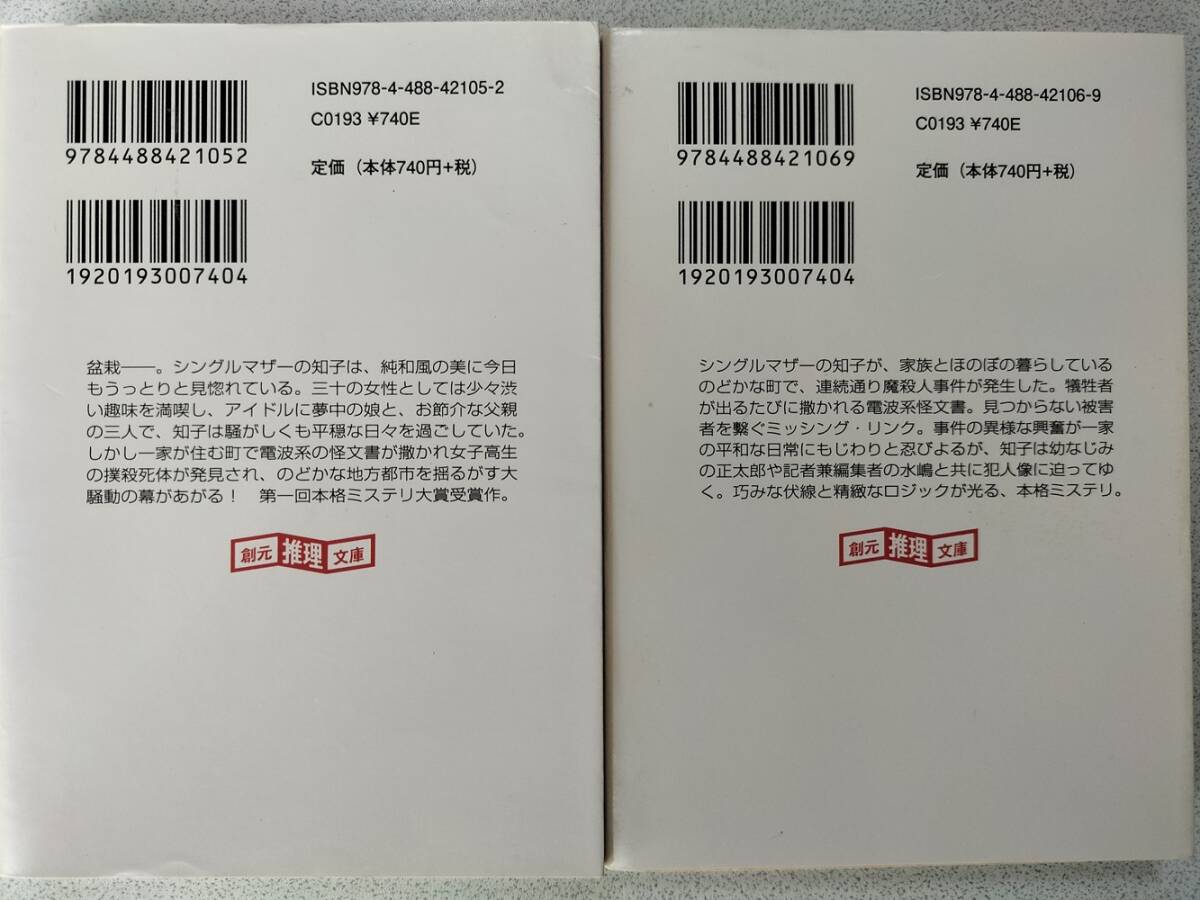 ISBN978-4-488-42105-2
C0193 ¥740E
9784488421052
定価（本体740円+税）
1920193007404
盆栽――。シングルマザーの知子は、純和風の美に今日
もうっとりと見惚れている。三十の女性としては少々渋
い趣味を満喫し、アイドルに夢中の娘と、お節介な父親
の三人で、知子は騒がしくも平穏な日々を過ごしていた。
しかし一家が住む町で電波系の怪文書が撒かれ女子高生
の撲殺死体が発見され、のどかな地方都市を揺るがす大
騒動の幕があがる！　第一回本格ミステリ大賞受賞作。
創元 推理 文庫
ISBN978-4-488-42106-9
C0193 ¥740E
9784488421069
定価（本体740円+税）
1920193007404
シングルマザーの知子が、家族とほのぼの暮らしている
のどかな町で、連続通り魔殺人事件が発生した。犠牲者
が出るたびに撒かれる電波系怪文書。見つからない被害
者を繋ぐミッシング・リンク。事件の異様な興奮が一家
の平和な日常にもじわりと忍びよるが、知子は幼なじみ
の正太郎や記者兼編集者の水嶋と共に犯人像に迫ってゆ
く。巧みな伏線と精緻なロジックが光る、本格ミステリ。
創元 推理 文庫